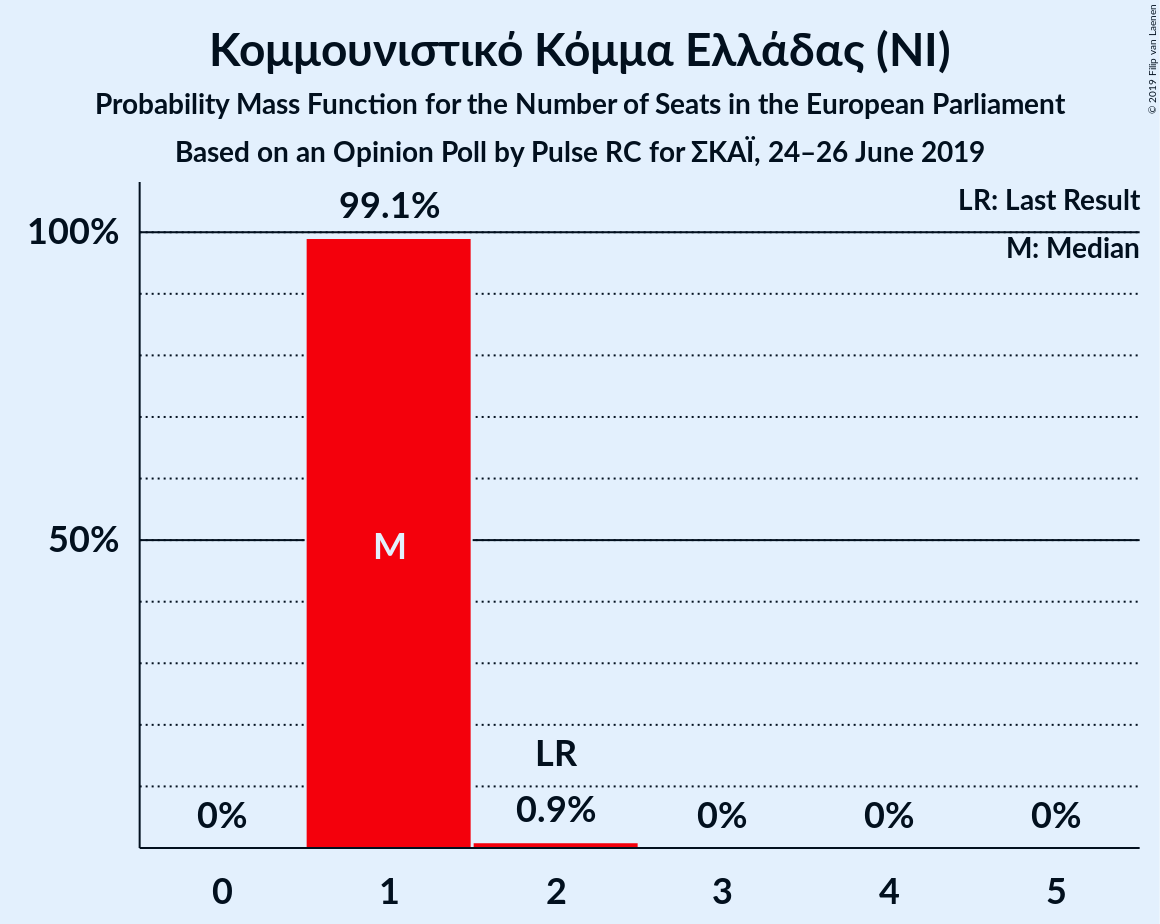 Κομμουνιστικό Κόμμα Ελλάδας (NI)
Probability Mass Function for the Number of Seats in the European Parliament
Based on an Opinion Poll by Pulse RC for ΣΚΑΪ, 24–26 June 2019
© 2019 Filip van Laenen
LR: Last Result
M: Median
100%
50%
99.1%
M
LR
0%
0.9%
0%
0%
0%
0
1
2
3
4
5